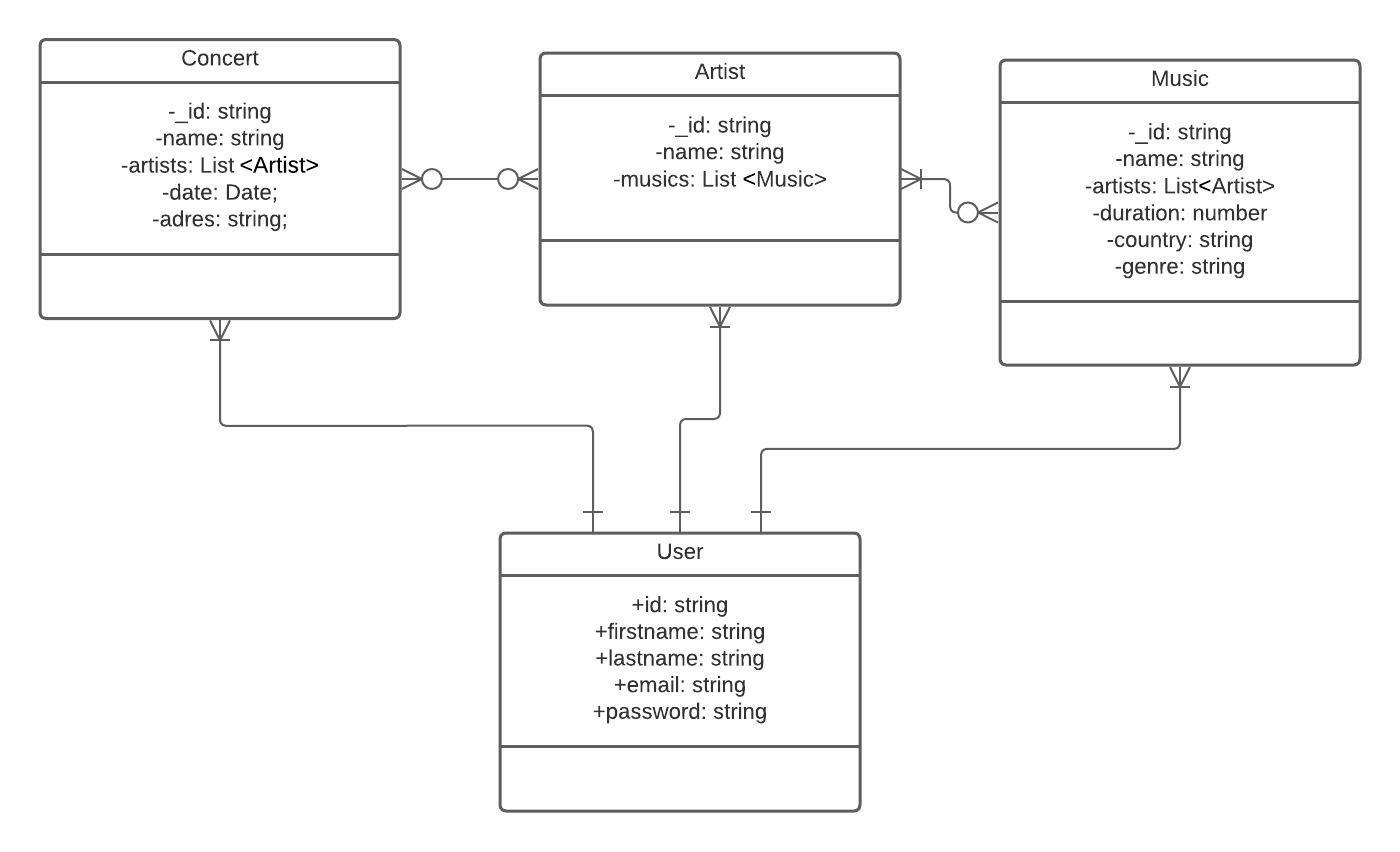 Concert
-_id: string
-name: string
-artists: List <Artist>
-date: Date;
-adres: string;
Artist
-_id: string
-name: string
-musics: List <Music>
Music
-_id: string
-name: string
-artists: List<Artist>
-duration: number
-country: string
-genre: string
User
+id: string
+firstname: string
+lastname: string
+email: string
+password: string